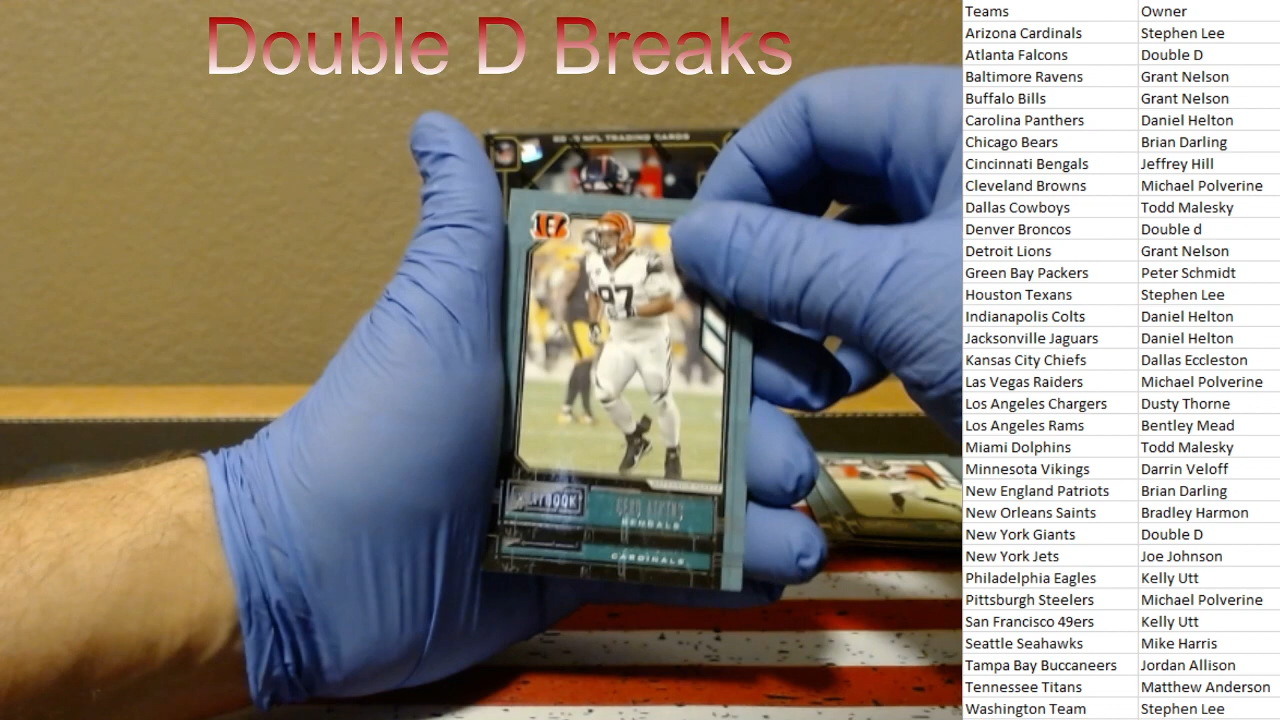 Double D Breaks
NFL TRADING CARDS
97
GENO ATKINS
BENGALS
CARDINALS
Teams Owner
Arizona Cardinals Stephen Lee
Atlanta Falcons Double D
Baltimore Ravens Grant Nelson
Buffalo Bills Grant Nelson
Carolina Panthers Daniel Helton
Chicago Bears Brian Darling
Cincinnati Bengals Jeffrey Hill
Cleveland Browns Michael Polverine
Dallas Cowboys Todd Malesky
Denver Broncos Double d
Detroit Lions Grant Nelson
Green Bay Packers Peter Schmidt
Houston Texans Stephen Lee
Indianapolis Colts Daniel Helton
Jacksonville Jaguars Daniel Helton
Kansas City Chiefs Dallas Eccleston
Las Vegas Raiders Michael Polverine
Los Angeles Chargers Dusty Thorne
Los Angeles Rams Bentley Mead
Miami Dolphins Todd Malesky
Minnesota Vikings Darrin Veloff
New England Patriots Brian Darling
New Orleans Saints Bradley Harmon
New York Giants Double D
New York Jets Joe Johnson
Philadelphia Eagles Kelly Utt
Pittsburgh Steelers Michael Polverine
San Francisco 49ers Kelly Utt
Seattle Seahawks Mike Harris
Tampa Bay Buccaneers Jordan Allison
Tennessee Titans Matthew Anderson
Washington Team Stephen Lee